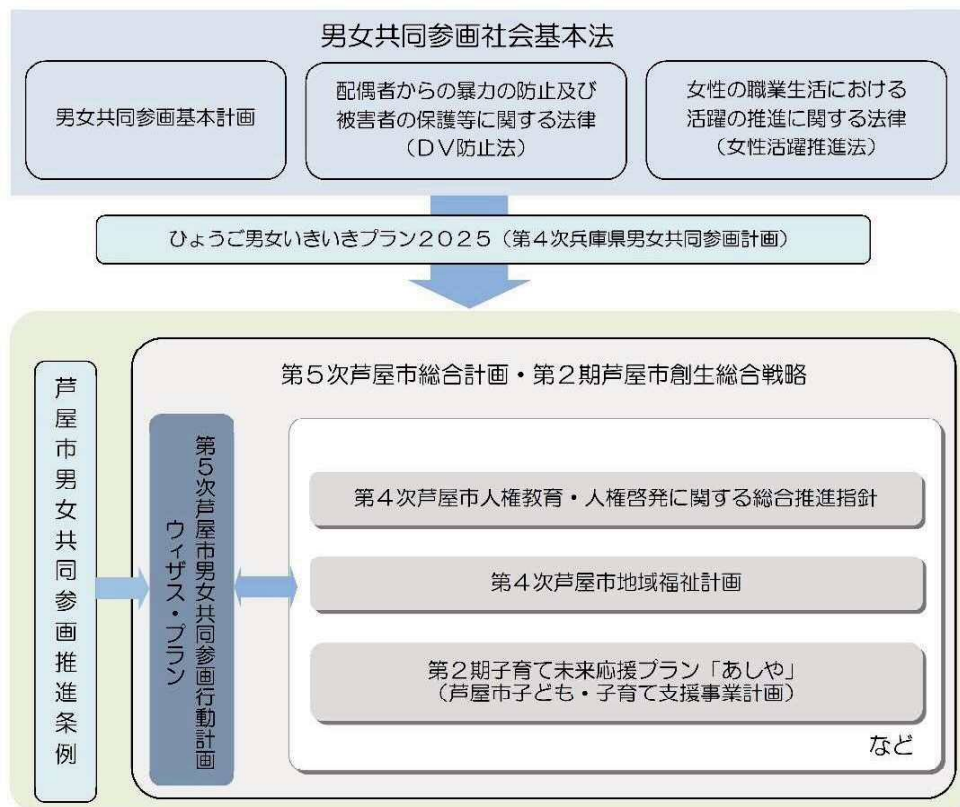 男女共同参画社会基本法
男女共同参画基本計画
配偶者からの暴力の防止及び
被害者の保護等に関する法律
（ＤＶ防止法）
女性の職業生活における
活躍の推進に関する法律
（女性活躍推進法）
ひょうご男女いきいきプラン２０２５（第４次兵庫県男女共同参画計画）
芦屋市男女共同参画推進条例
第５次芦屋市総合計画・第２期芦屋市創生総合戦略
第５次芦屋市男女共同参画行動計画
ウィザス・プラン
第４次芦屋市人権教育・人権啓発に関する総合推進指針
第４次芦屋市地域福祉計画
第２期子育て未来応援プラン「あしや」
（芦屋市子ども・子育て支援事業計画）
など